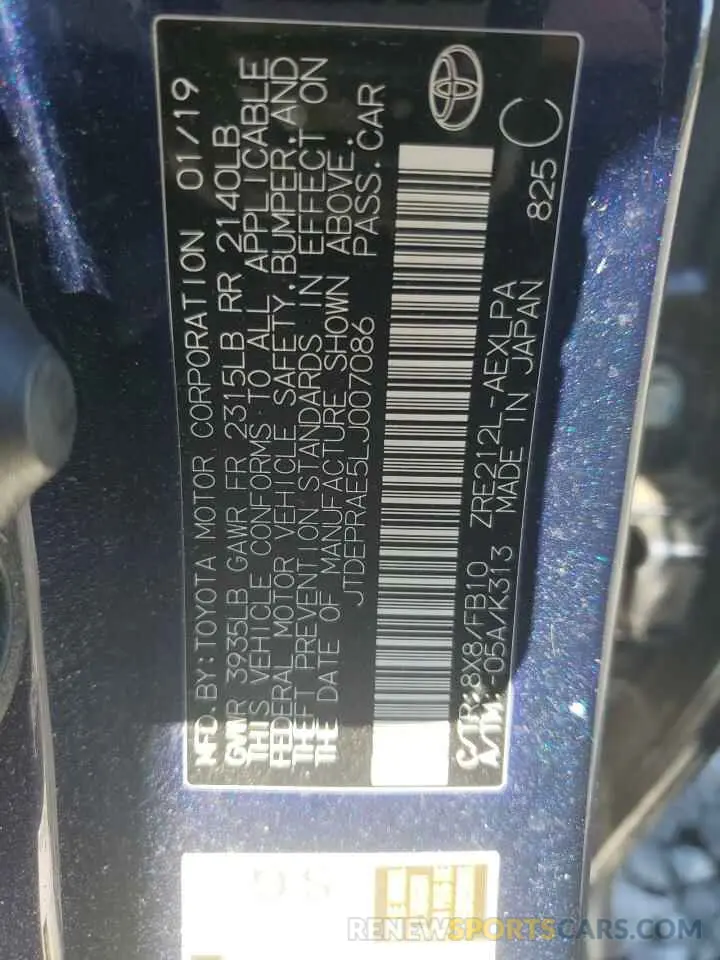 MFD. BY: TOYOTA MOTOR CORPORATION 01/19
GVWR 3935LB GAWR FR 2315LB RR 2140LB
THIS VEHICLE CONFORMS TO ALL APPLICABLE
FEDERAL MOTOR VEHICLE SAFETY, BUMPER, AND
THEFT PREVENTION STANDARDS IN EFFECT ON
THE DATE OF MANUFACTURE SHOWN ABOVE.
JTDEPRAE5LJ007086 PASS. CAR
C/TR: 8X8/FB10 ZRE212L-AEXLPA
A/TM: -05A/K313 MADE IN JAPAN 825 C
RENEWSPORTSCARS.COM